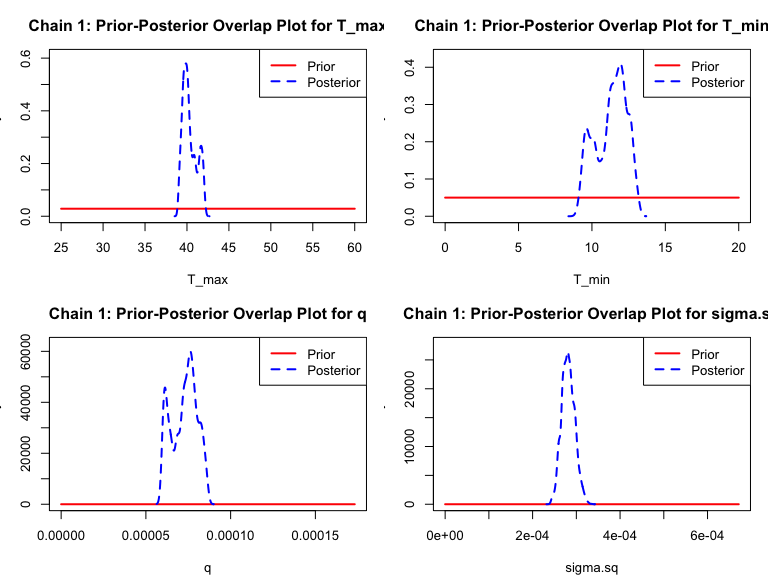 Chain 1: Prior-Posterior Overlap Plot for T_max
Prior
Posterior
0.0
0.2
0.4
0.6
25 30 35 40 45 50 55 60
T_max
Chain 1: Prior-Posterior Overlap Plot for T_min
Prior
Posterior
0.0
0.1
0.2
0.3
0.4
0 5 10 15 20
T_min
Chain 1: Prior-Posterior Overlap Plot for q
Prior
Posterior
0
20000
40000
60000
0.00000 0.00005 0.00010 0.00015
q
Chain 1: Prior-Posterior Overlap Plot for sigma.s
Prior
Posterior
0
10000
20000
0e+00 2e-04 4e-04 6e-04
sigma.sq